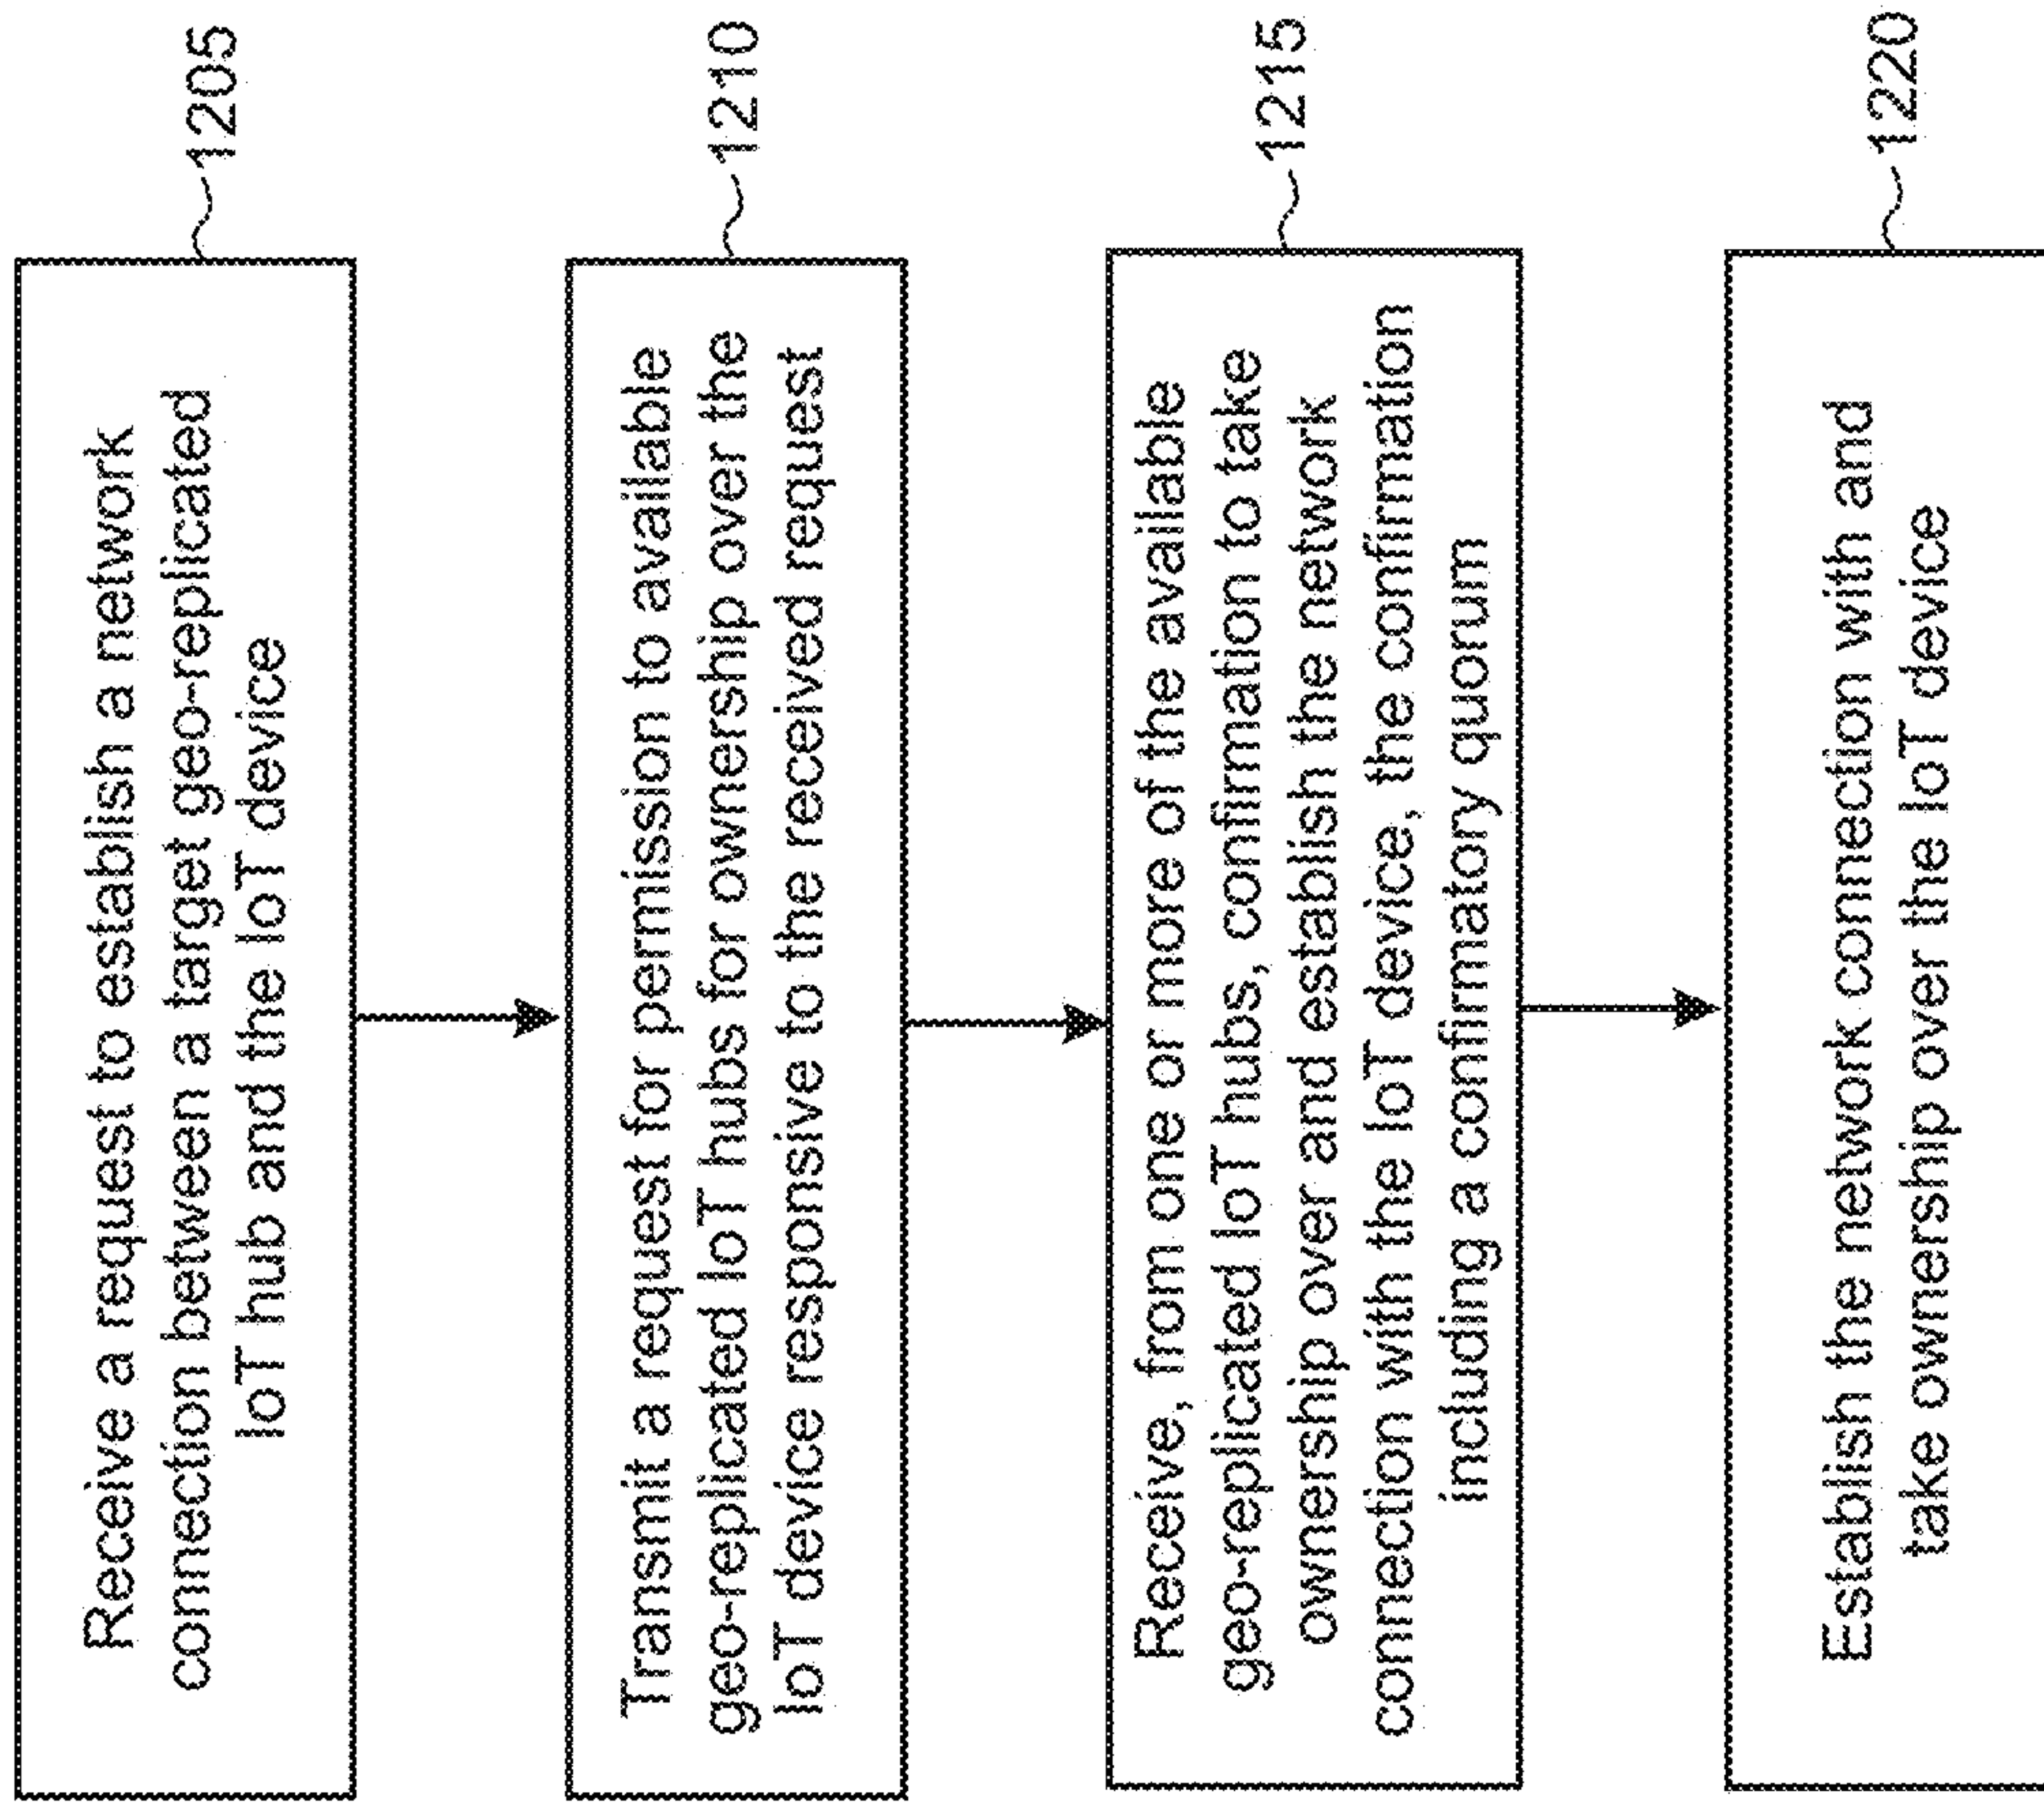 Receive a request to establish a network
connection between a target geo-replicated
IoT hub and the IoT device
1205
Transmit a request for permission to available
geo-replicated IoT hubs for ownership over the
IoT device responsive to the received request
1210
Receive, from one or more of the available
geo-replicated IoT hubs, confirmation to take
ownership over and establish the network
connection with the IoT device, the confirmation
including a confirmatory quorum
1215
Establish the network connection with and
take ownership over the IoT device
1220